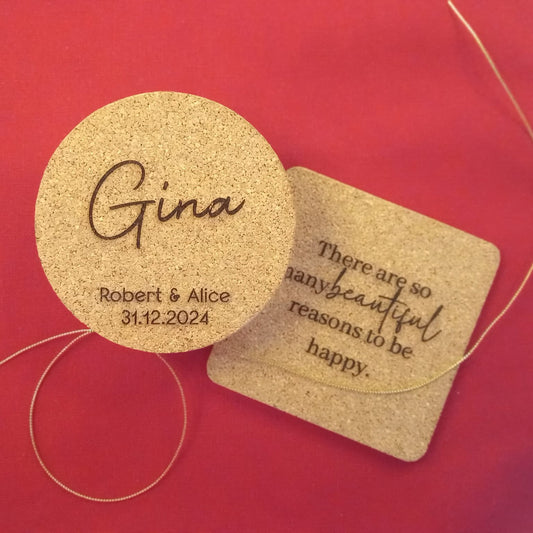 Gina
Robert & Alice
31.12.2024
There are so
many beautiful
reasons to be
happy.